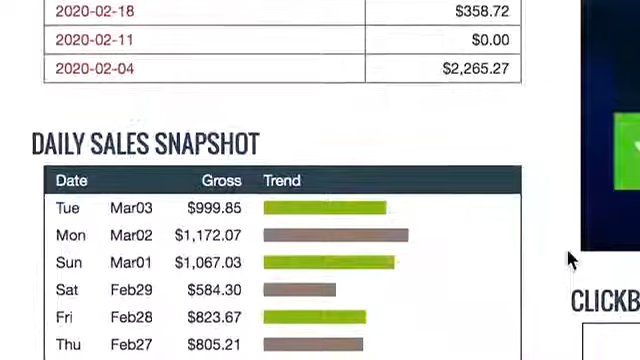 2020-02-18 $358.72
2020-02-11 $0.00
2020-02-04 $2,265.27
DAILY SALES SNAPSHOT
Date Gross Trend
Tue Mar03 $999.85
Mon Mar02 $1,172.07
Sun Mar01 $1,067.03
Sat Feb29 $584.30
Fri Feb28 $823.67
Thu Feb27 $805.21
CLICKB